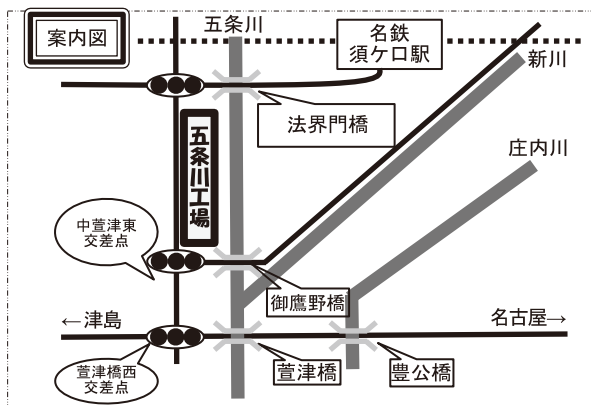 案内図
五条川
名鉄
須ケ口駅
新川
法界門橋
庄内川
五条川工場
中萱津東
交差点
御鷹野橋
←津島
名古屋→
萱津橋西
交差点
萱津橋
豊公橋